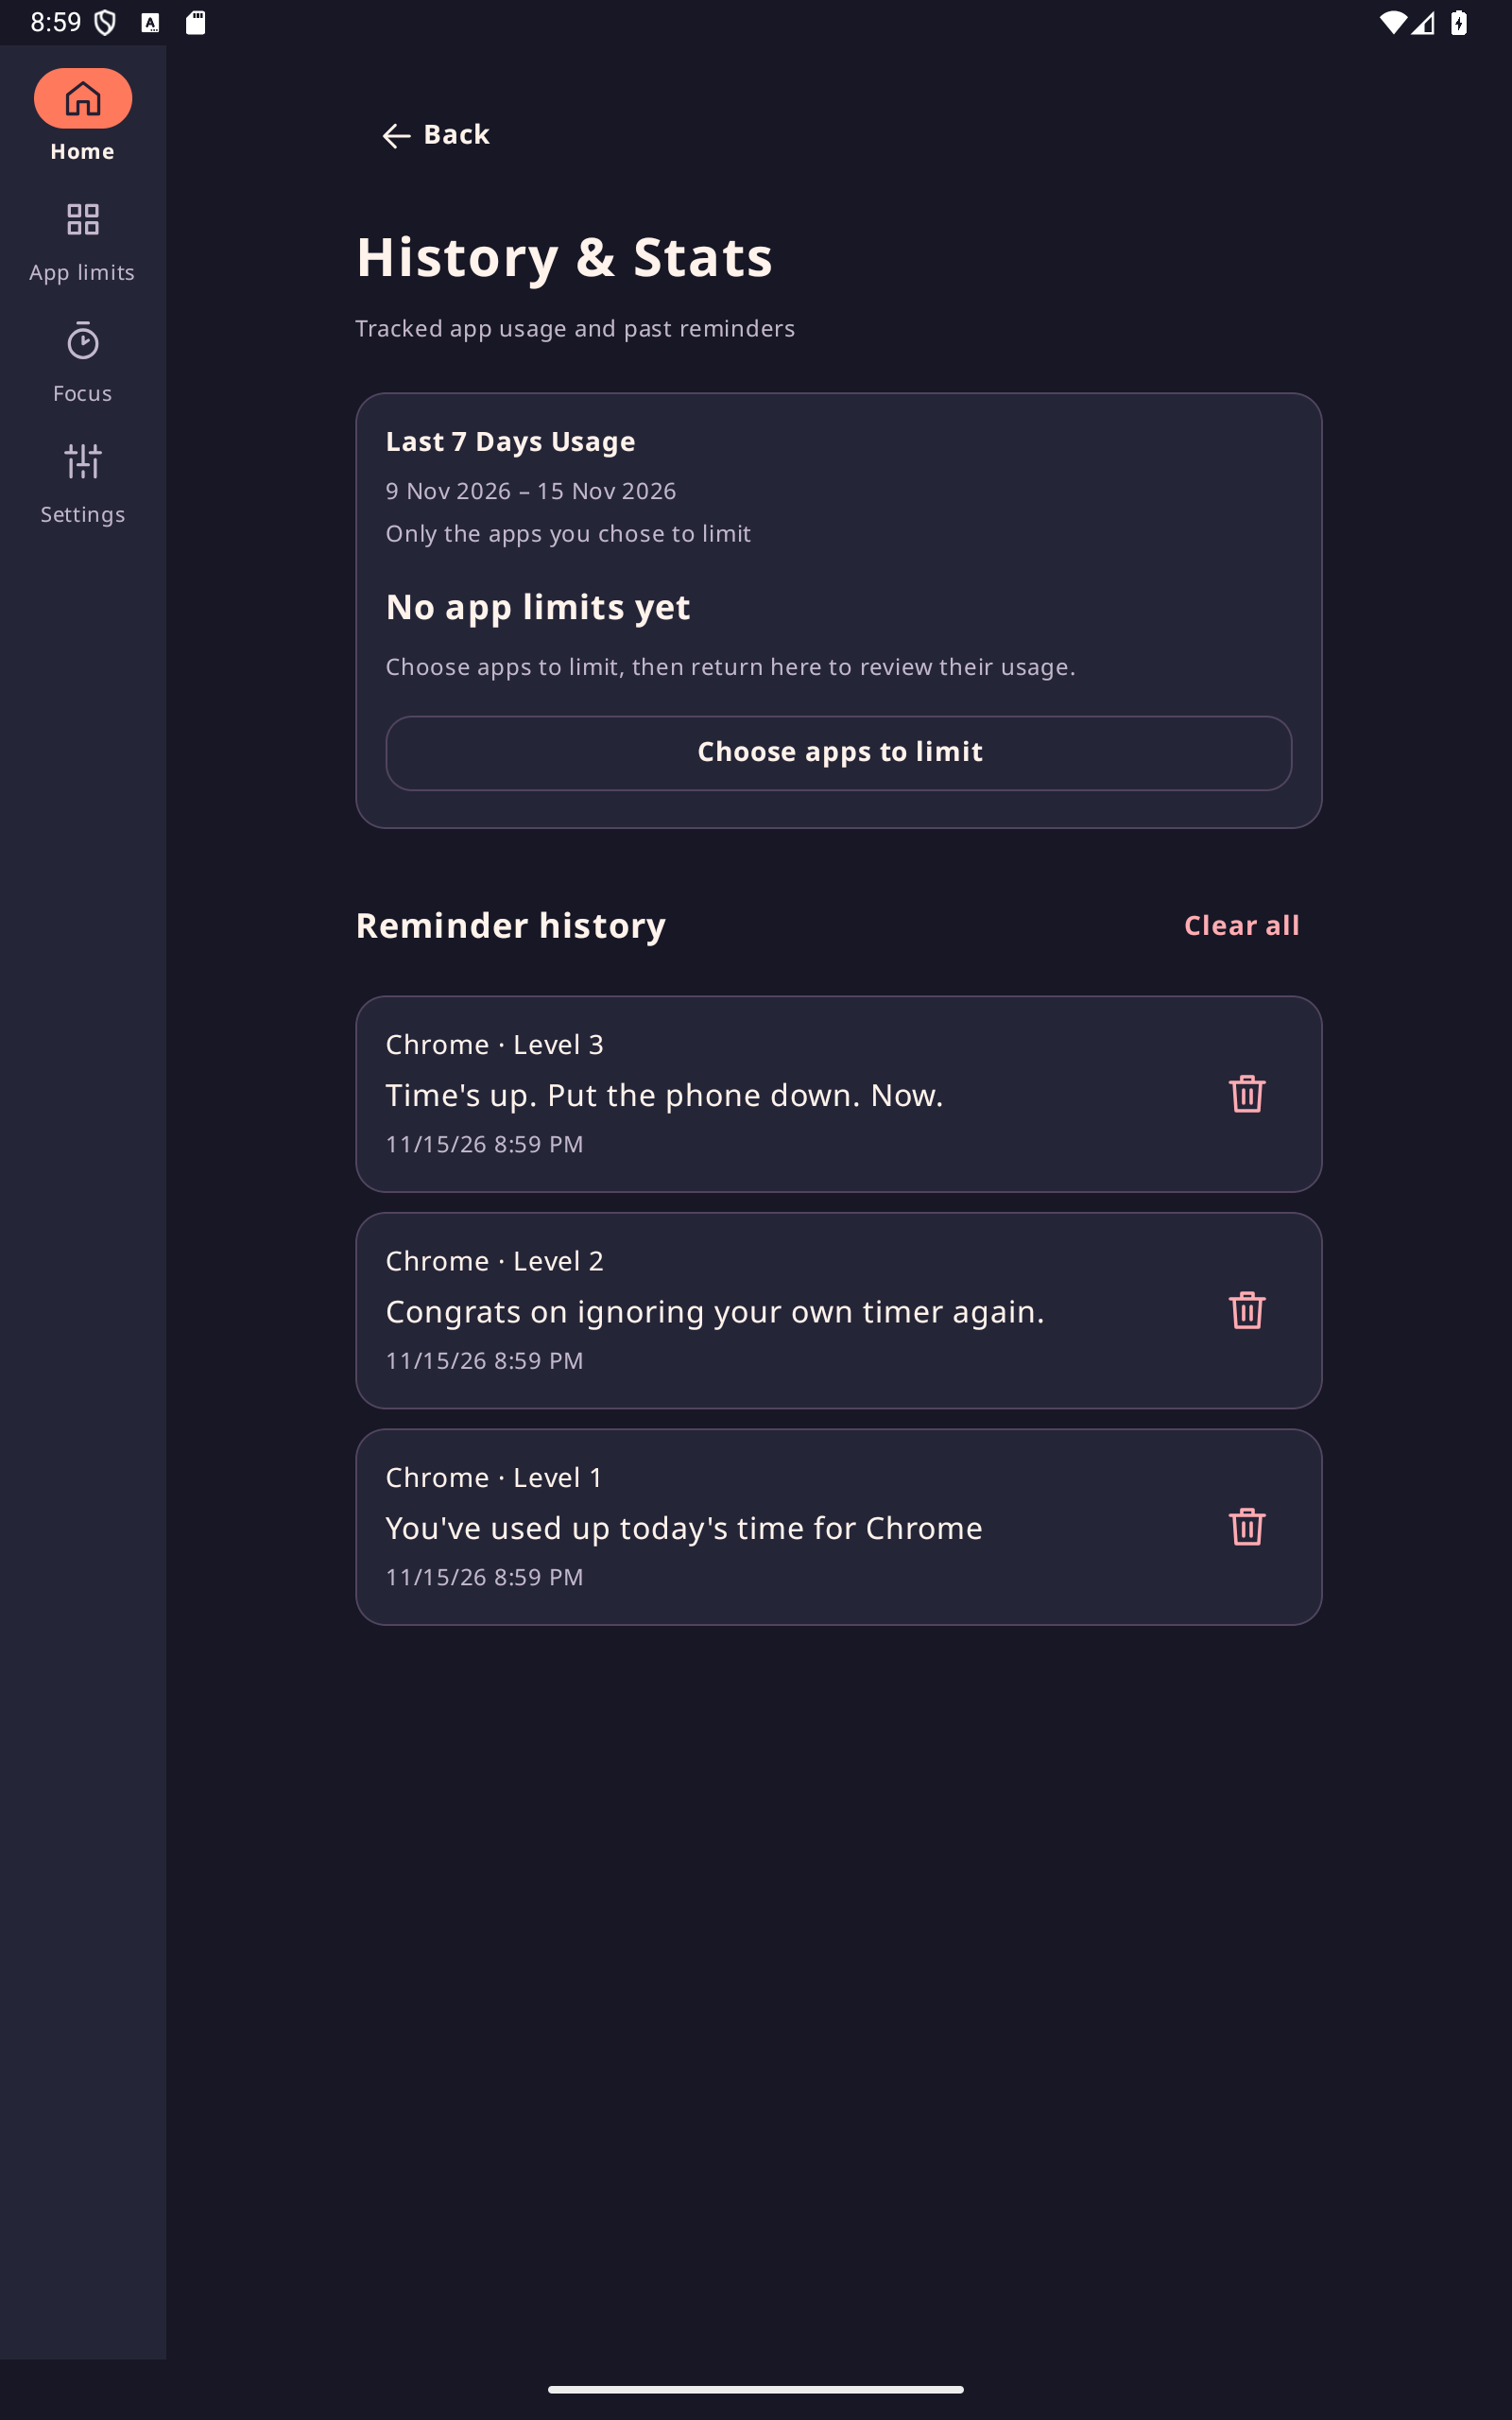 8:59
Home
App limits
Focus
Settings
Back
History & Stats
Tracked app usage and past reminders
Last 7 Days Usage
9 Nov 2026 – 15 Nov 2026
Only the apps you chose to limit
No app limits yet
Choose apps to limit, then return here to review their usage.
Choose apps to limit
Reminder history
Clear all
Chrome · Level 3
Time's up. Put the phone down. Now.
11/15/26 8:59 PM
Chrome · Level 2
Congrats on ignoring your own timer again.
11/15/26 8:59 PM
Chrome · Level 1
You've used up today's time for Chrome
11/15/26 8:59 PM